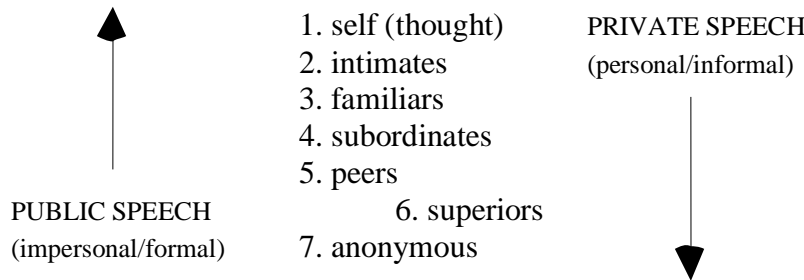 1. self (thought)
2. intimates
3. familiars
4. subordinates
5. peers
6. superiors
7. anonymous
PRIVATE SPEECH
(personal/informal)
PUBLIC SPEECH
(impersonal/formal)